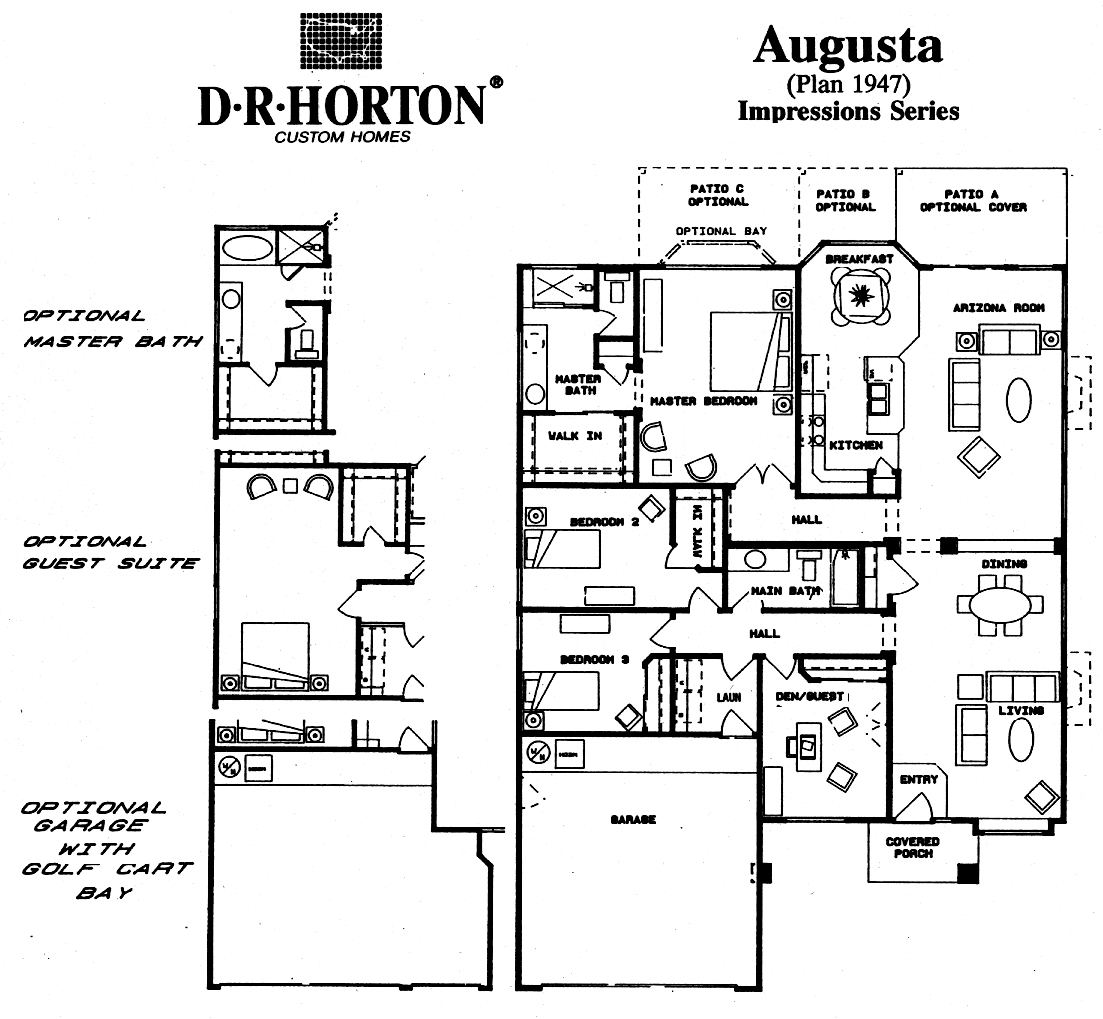 D·R·HORTON®
CUSTOM HOMES
Augusta
(Plan 1947)
Impressions Series
OPTIONAL
MASTER BATH
OPTIONAL
GUEST SUITE
OPTIONAL
GARAGE
WITH
GOLF CART
BAY
PATIO C
OPTIONAL
PATIO B
OPTIONAL
PATIO A
OPTIONAL COVER
OPTIONAL BAY
BREAKFAST
ARIZONA ROOM
MASTER
BATH
MASTER BEDROOM
WALK IN
KITCHEN
BEDROOM 2
WALK IN
HALL
MAIN BATH
DINING
HALL
BEDROOM 3
LAUN
DEN/GUEST
LIVING
ENTRY
GARAGE
COVERED
PORCH